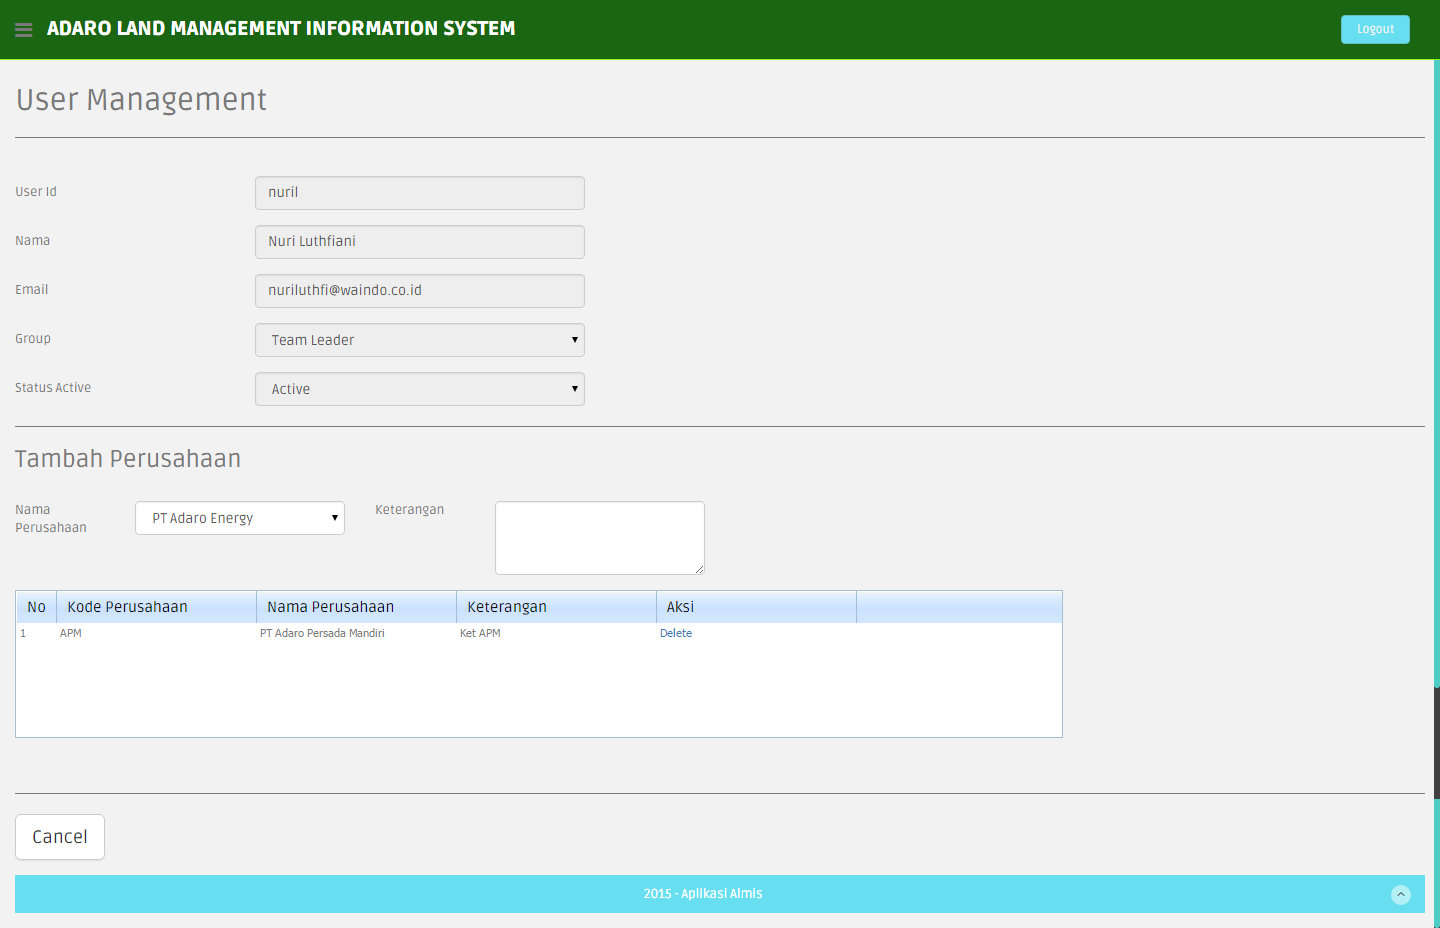 ADARO LAND MANAGEMENT INFORMATION SYSTEM
Logout
User Management
User Id
nuril
Nama
Nuri Luthfiani
Email
nuriluthfi@waindo.co.id
Group
Team Leader
Status Active
Active
Tambah Perusahaan
Nama
Perusahaan
PT Adaro Energy
Keterangan
No Kode Perusahaan Nama Perusahaan Keterangan Aksi
1 APM PT Adaro Persada Mandiri Ket APM Delete
Cancel
2015 - Aplikasi Almis